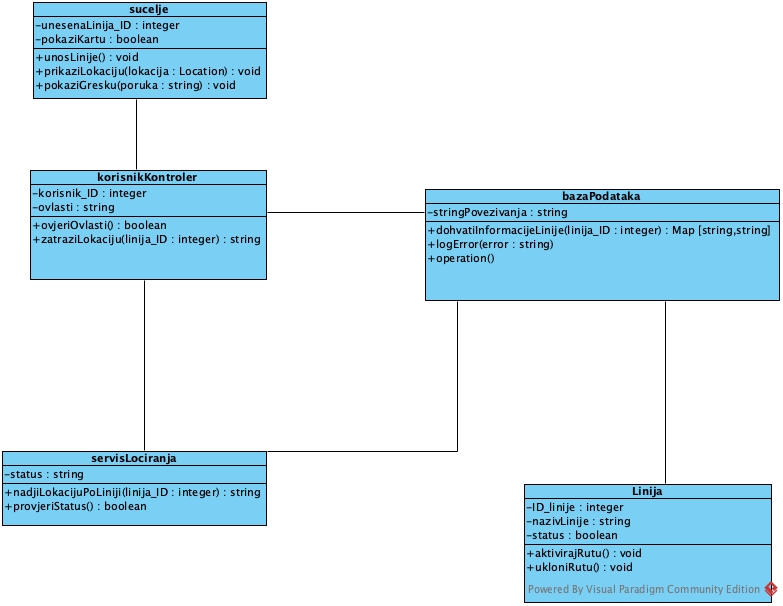 sucelje
-unesenaLinija_ID : integer
-pokaziKartu : boolean
+unosLinije() : void
+prikaziLokaciju(lokacija : Location) : void
+pokaziGresku(poruka : string) : void
korisnikKontroler
-korisnik_ID : integer
-ovlasti : string
+ovjeriOvlasti() : boolean
+zatraziLokaciju(linija_ID : integer) : string
bazaPodataka
-stringPovezivanja : string
+dohvatiInformacijeLinije(linija_ID : integer) : Map [string,string]
+logError(error : string)
+operation()
servisLociranja
-status : string
+nadjiLokacijuPoLiniji(linija_ID : integer) : string
+provjeriStatus() : boolean
Linija
-ID_linije : integer
-nazivLinije : string
-status : boolean
+aktivirajRutu() : void
+ukloniRutu() : void
Powered By Visual Paradigm Community Edition